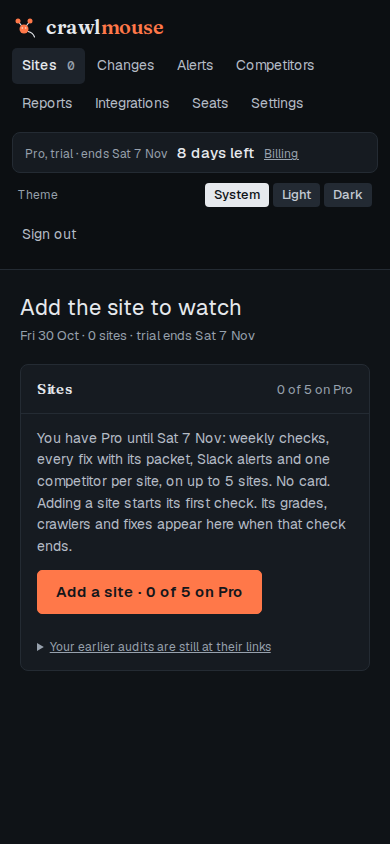 crawlmouse
Sites 0 Changes Alerts Competitors
Reports Integrations Seats Settings
Pro, trial · ends Sat 7 Nov 8 days left Billing
Theme System Light Dark
Sign out
Add the site to watch
Fri 30 Oct · 0 sites · trial ends Sat 7 Nov
Sites 0 of 5 on Pro
You have Pro until Sat 7 Nov: weekly checks,
every fix with its packet, Slack alerts and one
competitor per site, on up to 5 sites. No card.
Adding a site starts its first check. Its grades,
crawlers and fixes appear here when that check
ends.
Add a site · 0 of 5 on Pro
Your earlier audits are still at their links